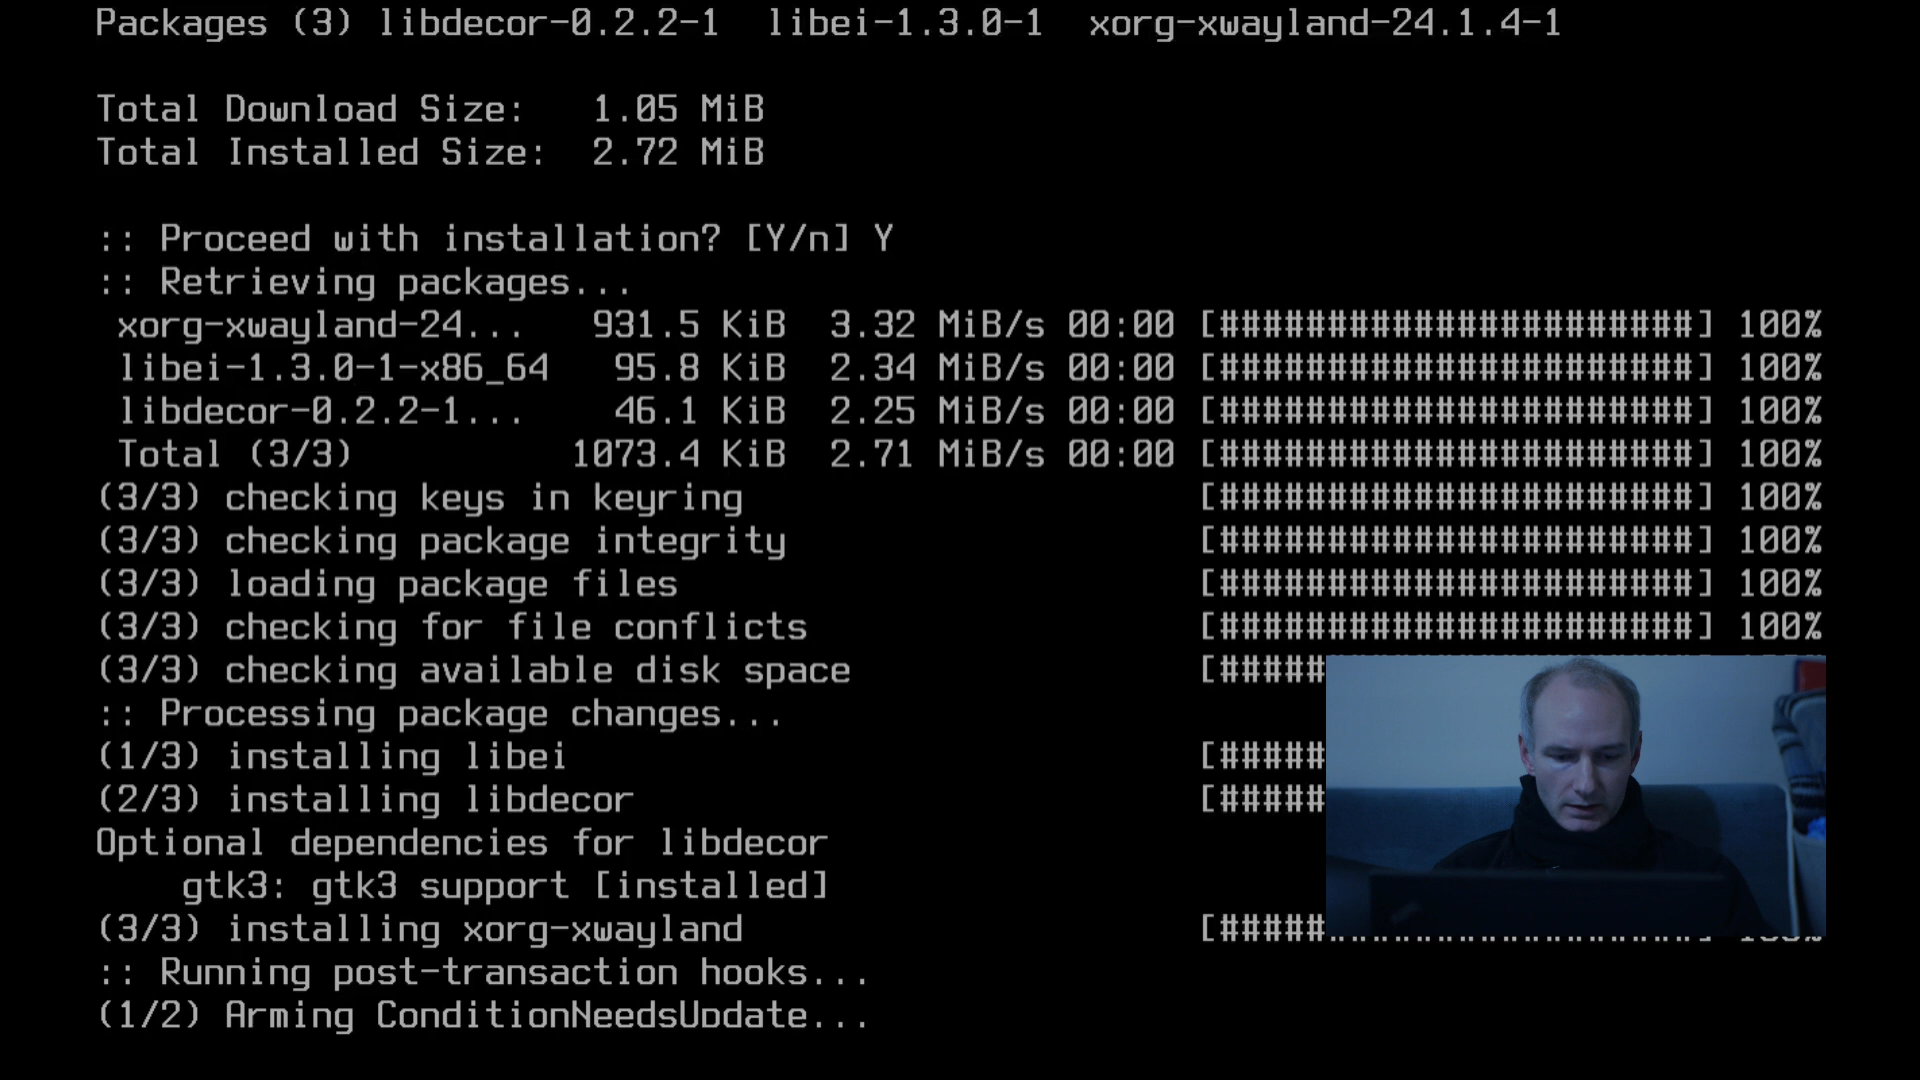 Packages (3) libdecor-0.2.2-1  libei-1.3.0-1  xorg-xwayland-24.1.4-1
Total Download Size:   1.05 MiB
Total Installed Size:  2.72 MiB
:: Proceed with installation? [Y/n] Y
:: Retrieving packages...
xorg-xwayland-24...   931.5 KiB  3.32 MiB/s 00:00 [######################] 100%
libei-1.3.0-1-x86_64   95.8 KiB  2.34 MiB/s 00:00 [######################] 100%
libdecor-0.2.2-1...    46.1 KiB  2.25 MiB/s 00:00 [######################] 100%
Total (3/3)          1073.4 KiB  2.71 MiB/s 00:00 [######################] 100%
(3/3) checking keys in keyring [######################] 100%
(3/3) checking package integrity [######################] 100%
(3/3) loading package files [######################] 100%
(3/3) checking for file conflicts [######################] 100%
(3/3) checking available disk space [#####
:: Processing package changes...
(1/3) installing libei [#####
(2/3) installing libdecor [#####
Optional dependencies for libdecor
gtk3: gtk3 support [installed]
(3/3) installing xorg-xwayland [#####
:: Running post-transaction hooks...
(1/2) Arming ConditionNeedsUpdate...